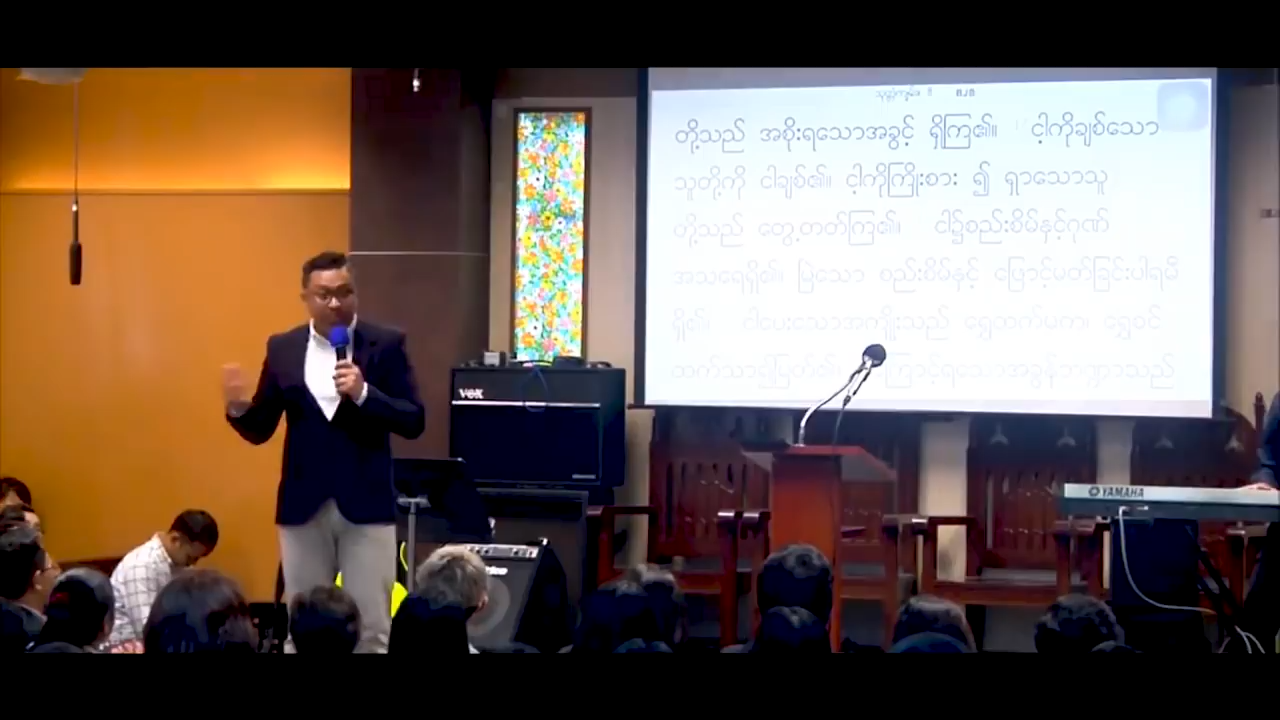 တို့သည် အစိုးရသောအခွင့် ရှိကြ၏။ ငါ့ကိုချစ်သော
သူတို့ကို ငါချစ်၏။ ငါ့ကိုကြိုးစား ၍ ရှာသောသူ
တို့သည် တွေ့တတ်ကြ၏။ ငါ၌စည်းစိမ်နှင့်ဂုဏ်
အသရေရှိ၏။ မြဲသော စည်းစိမ်နှင့် ဖြောင့်မတ်ခြင်းပါရမီ
ရှိ၏။ ငါပေးသောအကျိုးသည် ရွှေထက်မက၊ ရွှေစင်
ထက်သာ၍မြတ်၏။
vox
YAMAHA